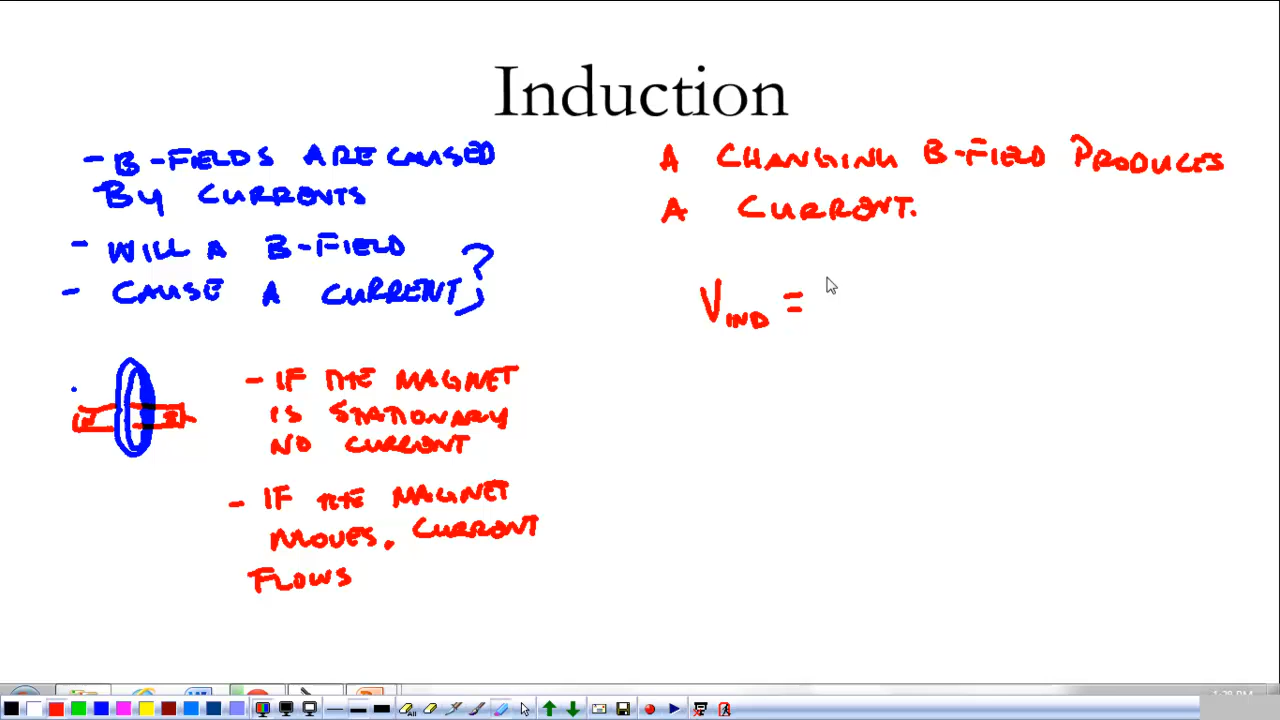 Induction
- B-FIELDS ARE CAUSED
BY CURRENTS
- WILL A B-FIELD
- CAUSE A CURRENT?
N
S
- IF THE MAGNET
IS STATIONARY
NO CURRENT
- IF THE MAGNET
MOVES, CURRENT
FLOWS
A CHANGING B-FIELD PRODUCES
A CURRENT.
VIND =